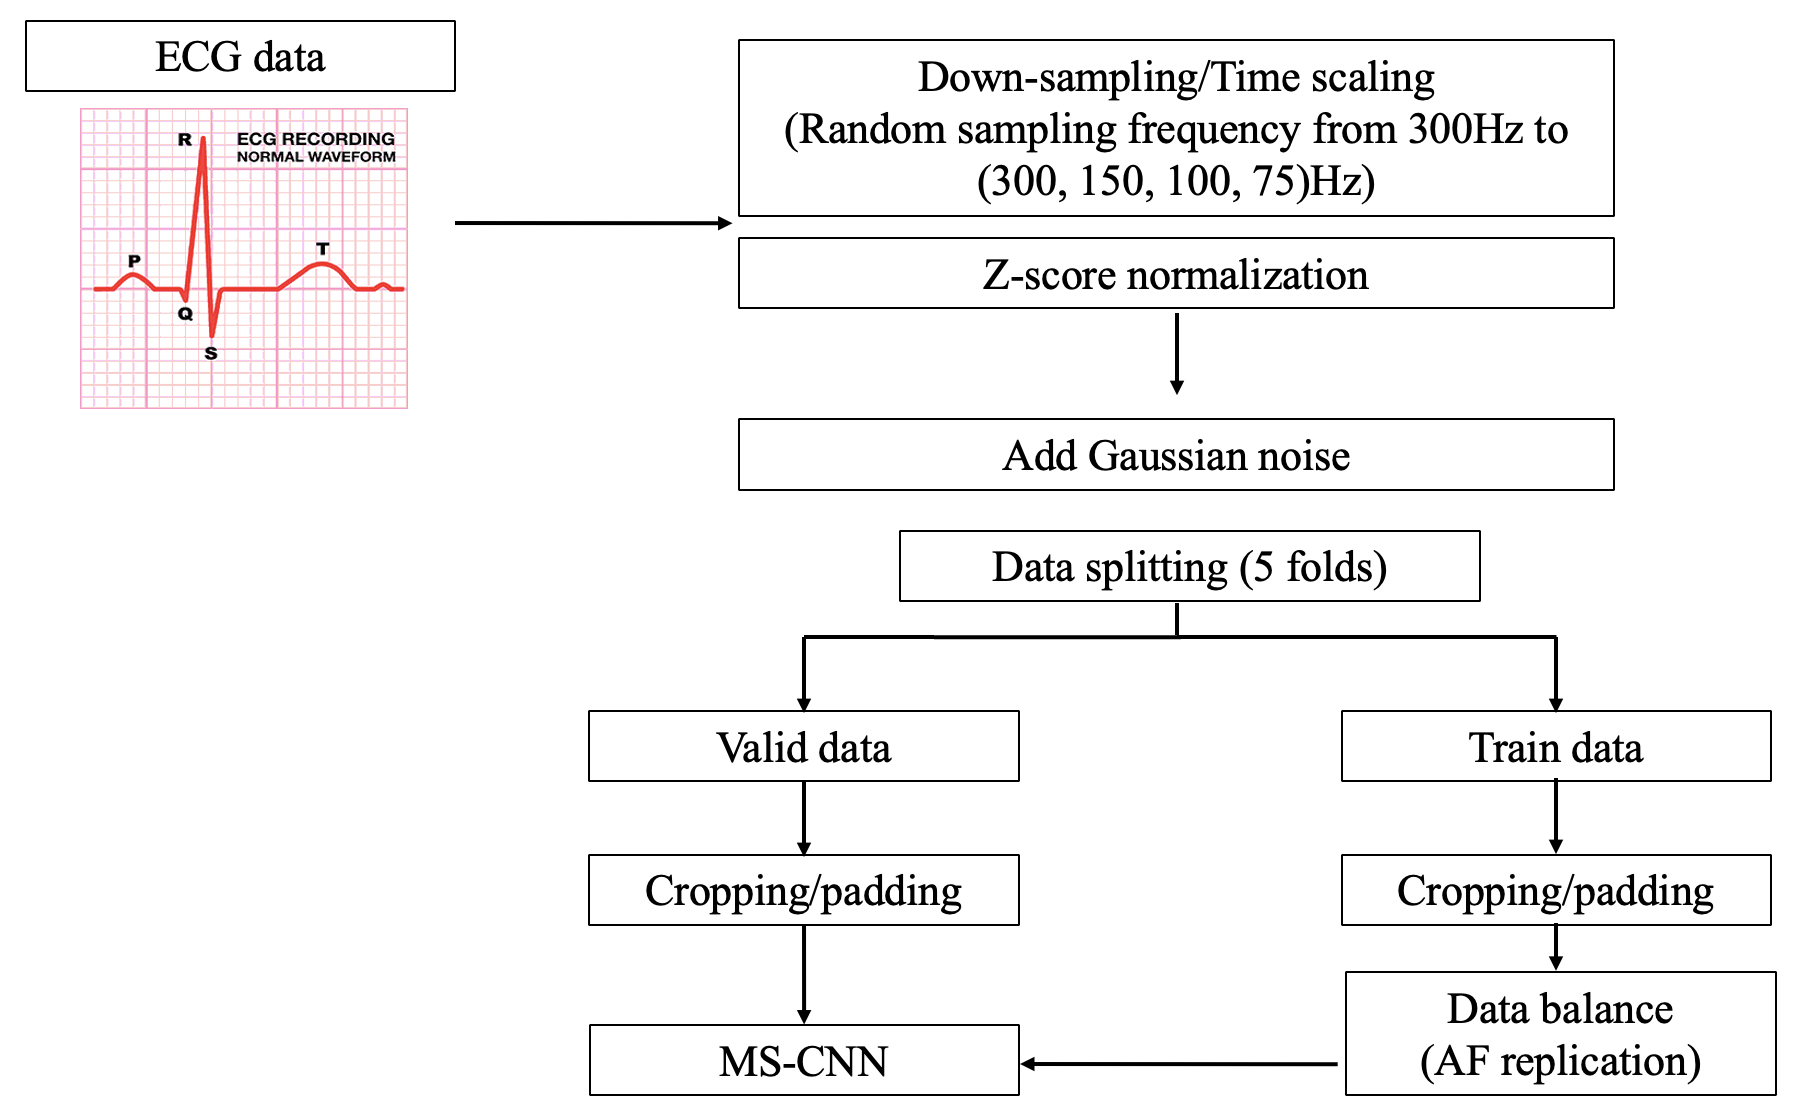 ECG data
R
ECG RECORDING
NORMAL WAVEFORM
P
T
Q
S
Down-sampling/Time scaling
(Random sampling frequency from 300Hz to
(300, 150, 100, 75)Hz)
Z-score normalization
Add Gaussian noise
Data splitting (5 folds)
Valid data
Train data
Cropping/padding
Cropping/padding
MS-CNN
Data balance
(AF replication)